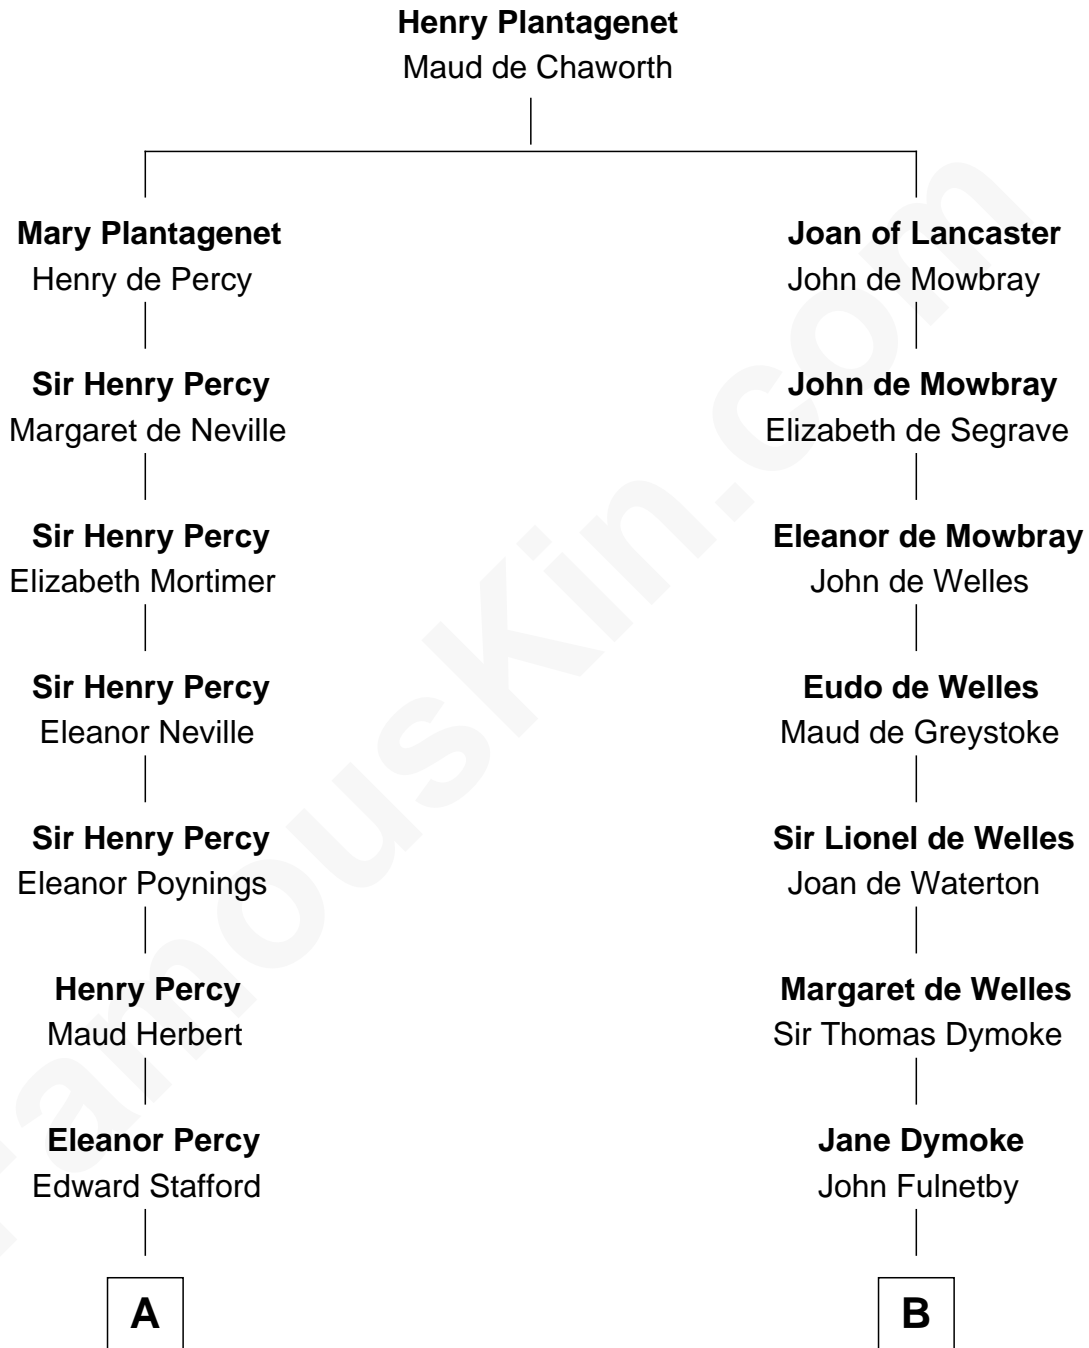 Henry Plantagenet
Maud de Chaworth
Mary Plantagenet
Henry de Percy
Sir Henry Percy
Margaret de Neville
Sir Henry Percy
Elizabeth Mortimer
Sir Henry Percy
Eleanor Neville
Sir Henry Percy
Eleanor Poynings
Henry Percy
Maud Herbert
Eleanor Percy
Edward Stafford
A
Joan of Lancaster
John de Mowbray
John de Mowbray
Elizabeth de Segrave
Eleanor de Mowbray
John de Welles
Eudo de Welles
Maud de Greystoke
Sir Lionel de Welles
Joan de Waterton
Margaret de Welles
Sir Thomas Dymoke
Jane Dymoke
John Fulnetby
B
FamousKin.com